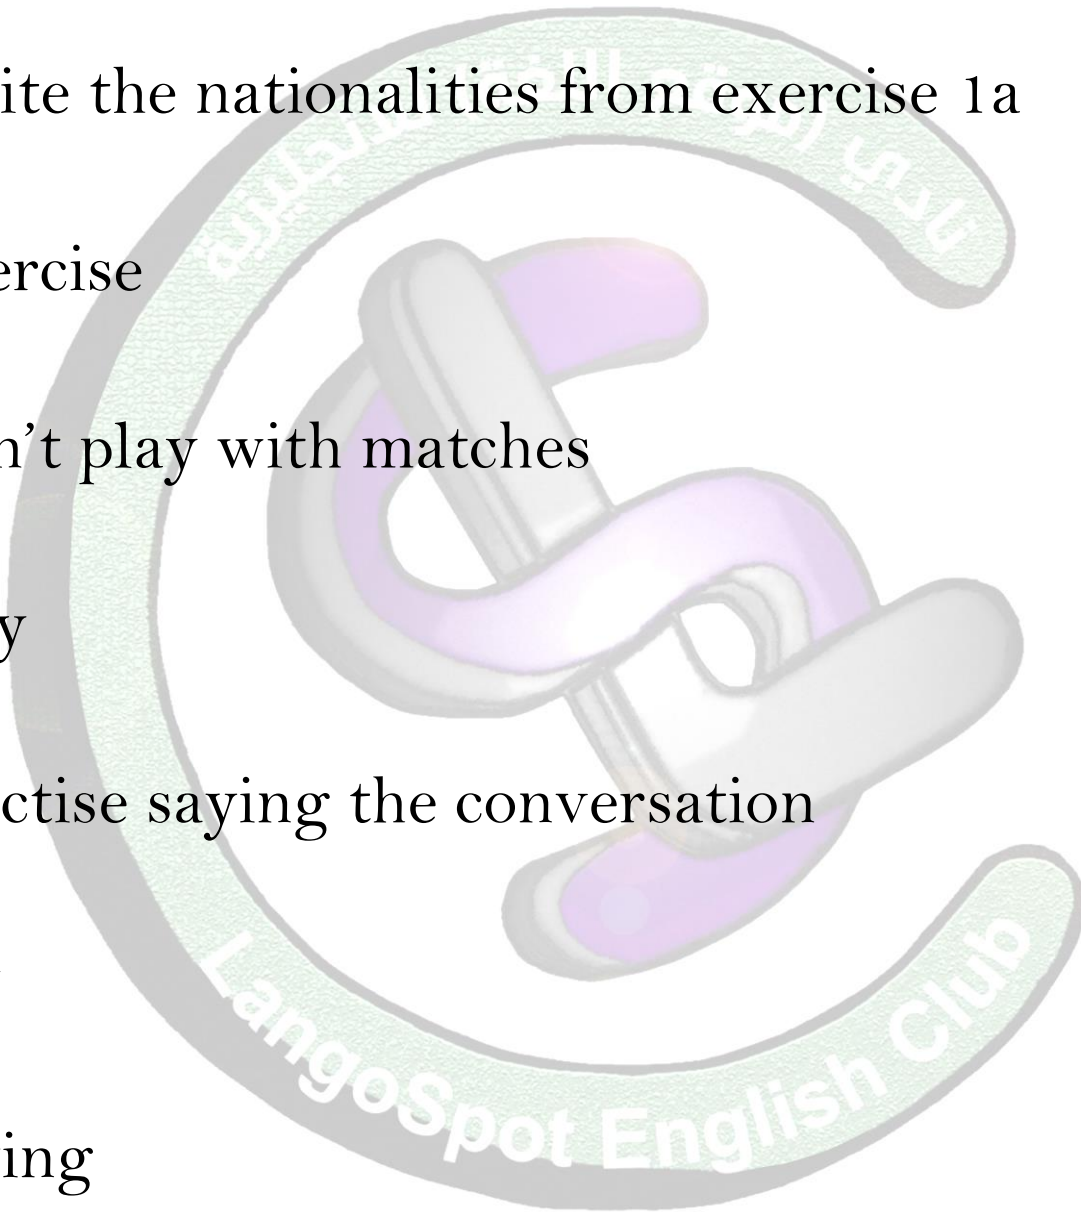 ite the nationalities from exercise 1a
ercise
n't play with matches
y
ctise saying the conversation
ing
LangoSpot English Club